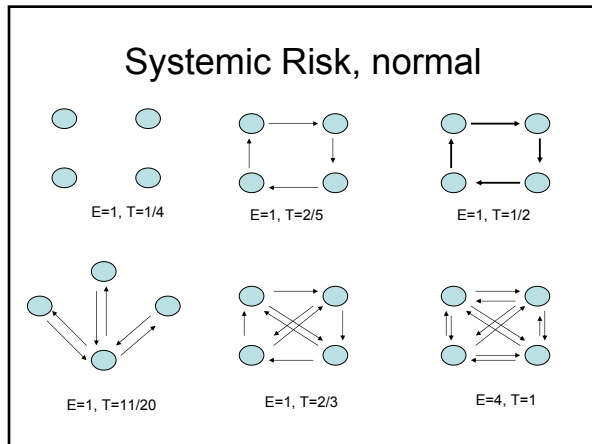 Systemic Risk, normal
E=1, T=1/4
E=1, T=2/5
E=1, T=1/2
E=1, T=11/20
E=1, T=2/3
E=4, T=1